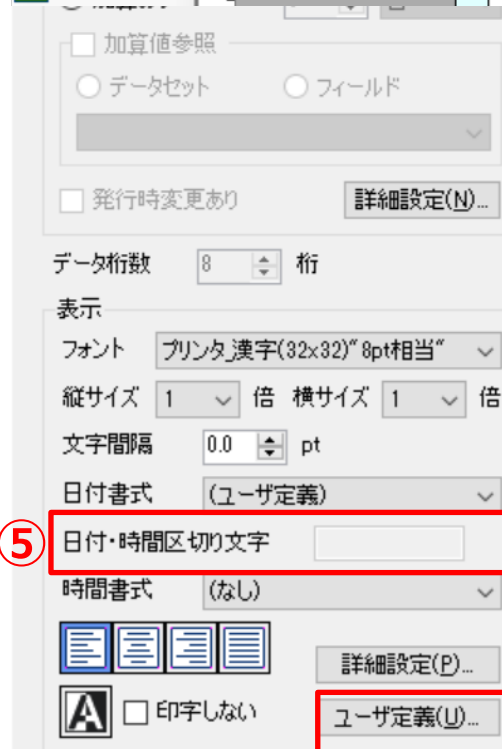 加算値参照
データセット フィールド
発行時変更あり 詳細設定(N)...
データ桁数 8 桁
表示
フォント プリンタ_漢字(32x32)"8pt相当"
縦サイズ 1 倍 横サイズ 1 倍
文字間隔 0.0 pt
日付書式 (ユーザ定義)
⑤ 日付・時間区切り文字
時間書式 (なし)
詳細設定(P)...
A 印字しない ユーザ定義(U)...